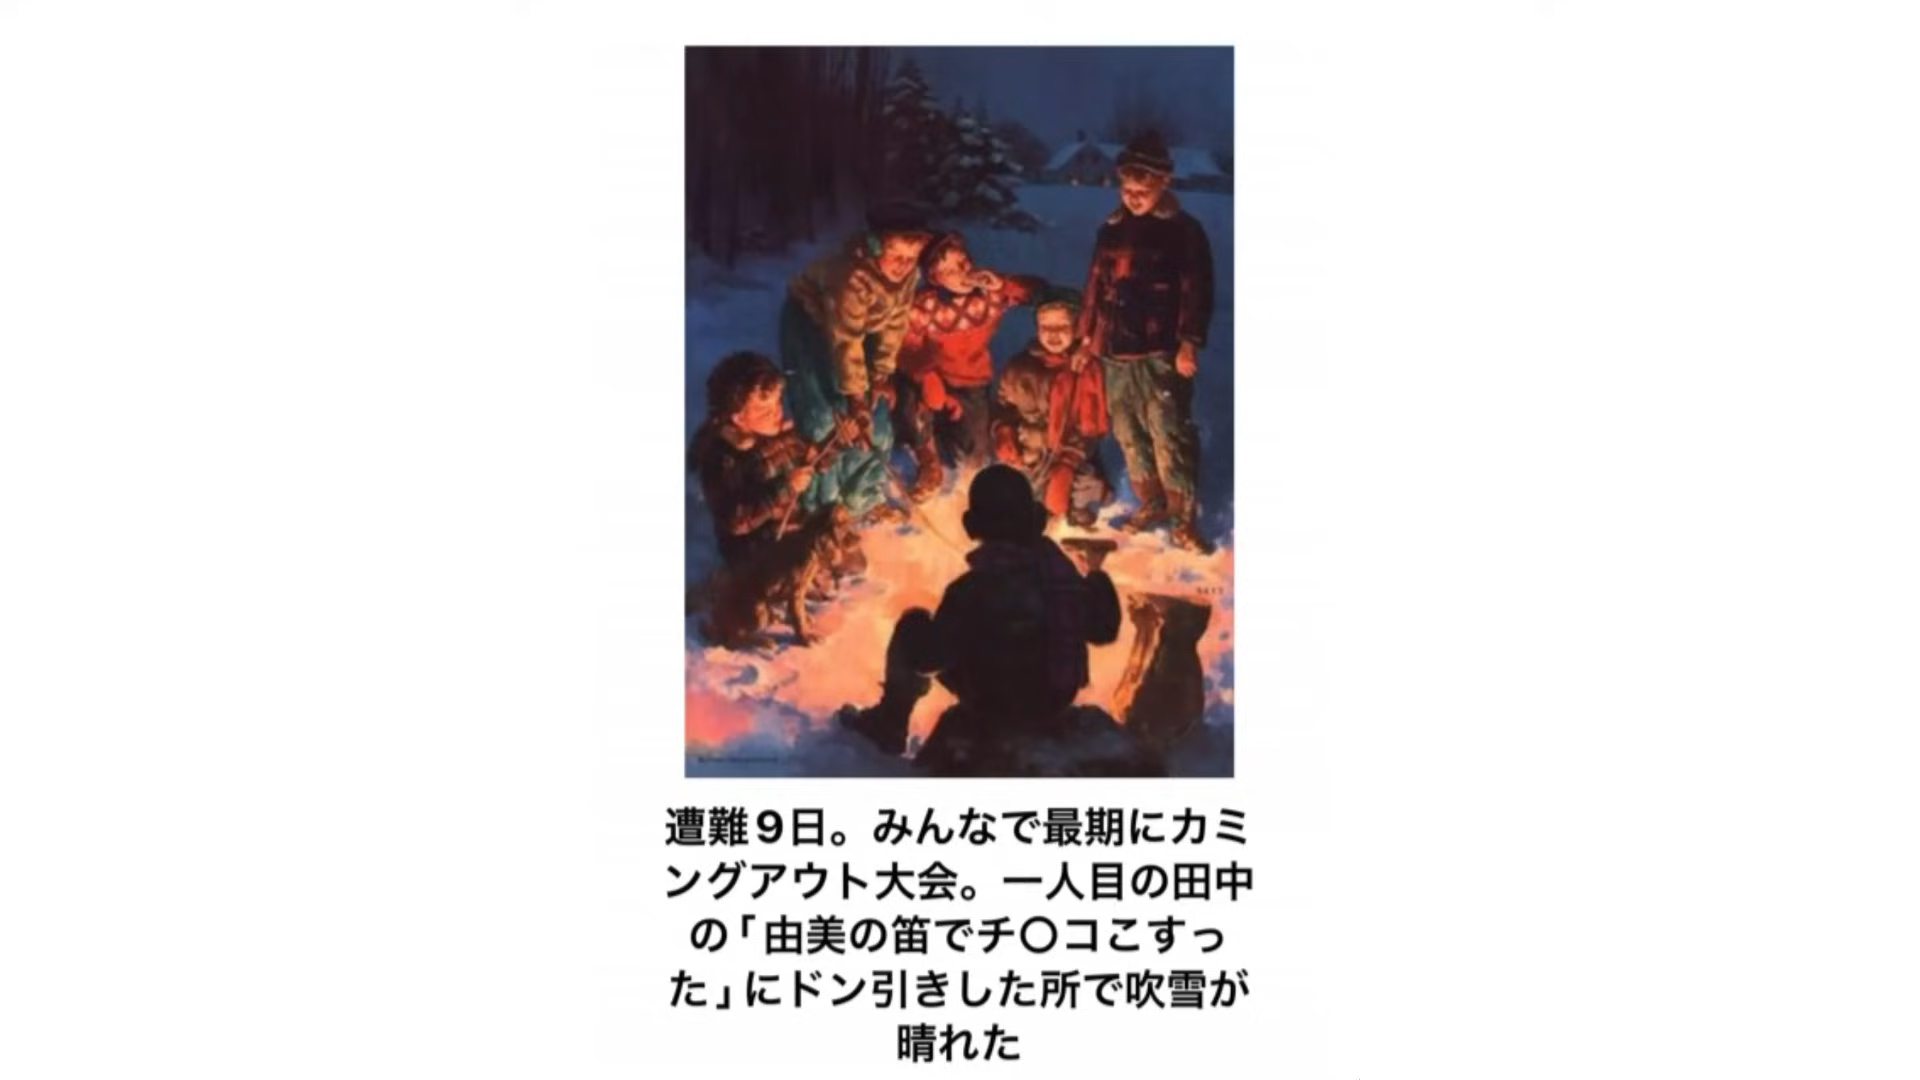 遭難9日。みんなで最期にカミ
ングアウト大会。一人目の田中
の「由美の笛でチ〇コこすっ
た」にドン引きした所で吹雪が
晴れた